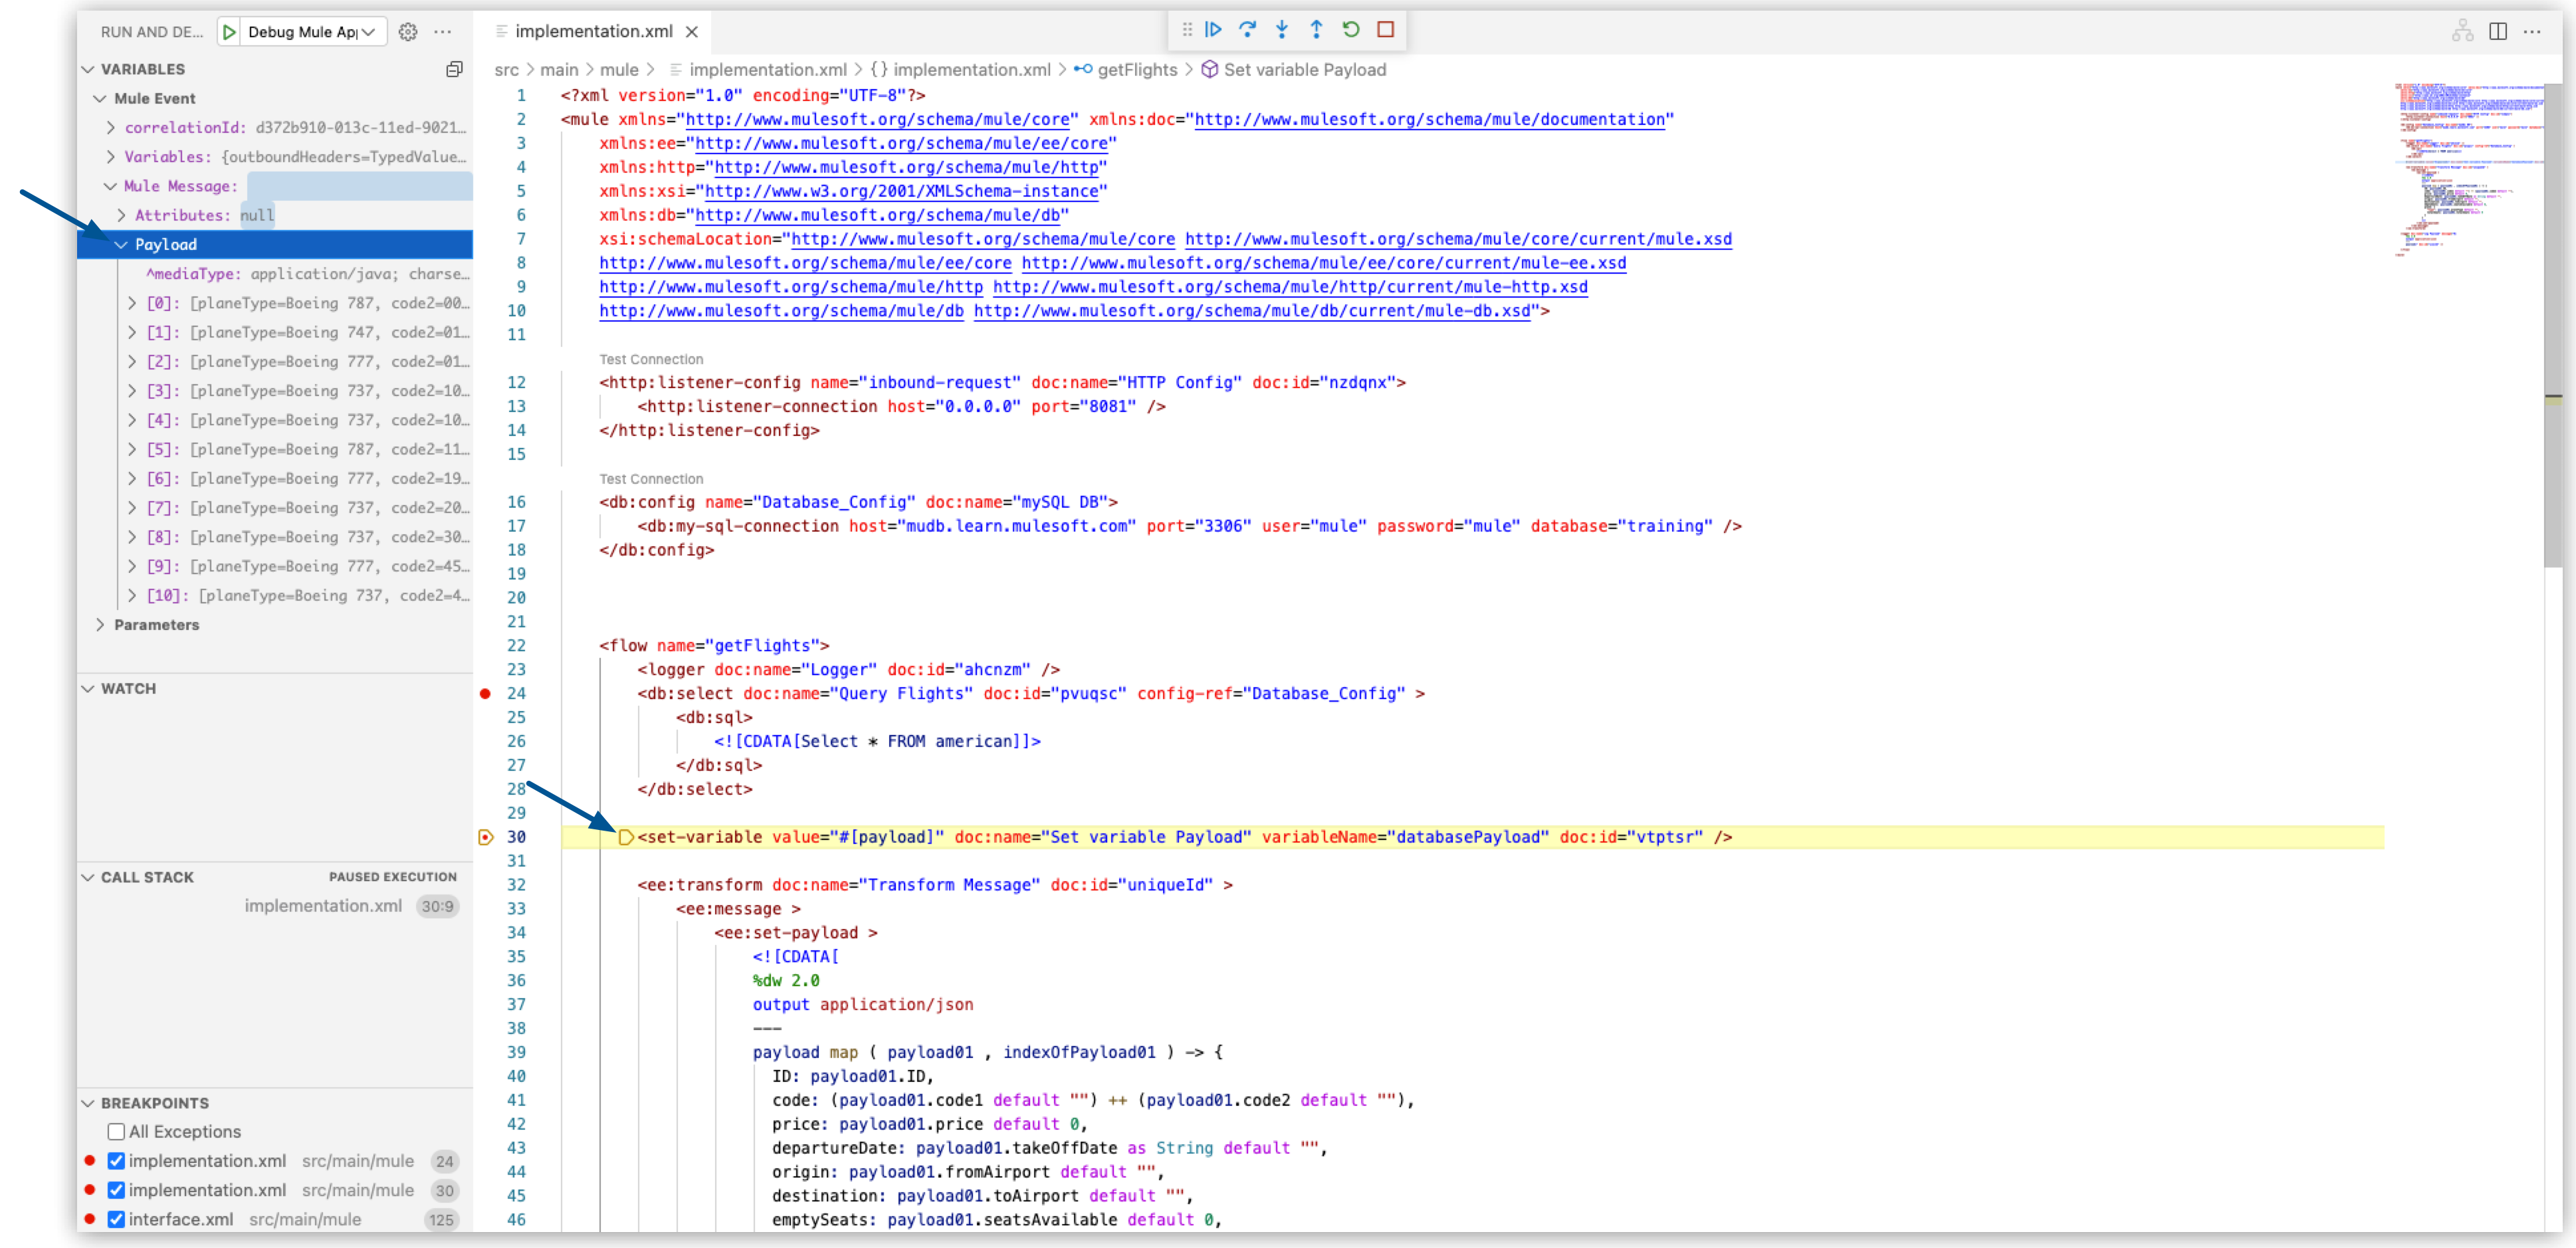 RUN AND DE... Debug Mule Ap ...
VARIABLES
Mule Event
correlationId: d372b910-013c-11ed-9021...
Variables: {outboundHeaders=TypedValue...
Mule Message:
Attributes: null
Payload
^mediaType: application/java; charse...
[0]: [planeType=Boeing 787, code2=00...
[1]: [planeType=Boeing 747, code2=01...
[2]: [planeType=Boeing 777, code2=01...
[3]: [planeType=Boeing 737, code2=10...
[4]: [planeType=Boeing 737, code2=10...
[5]: [planeType=Boeing 787, code2=11...
[6]: [planeType=Boeing 777, code2=19...
[7]: [planeType=Boeing 737, code2=20...
[8]: [planeType=Boeing 737, code2=30...
[9]: [planeType=Boeing 777, code2=45...
[10]: [planeType=Boeing 737, code2=4...
Parameters
WATCH
CALL STACK PAUSED EXECUTION
implementation.xml 30:9
BREAKPOINTS
All Exceptions
implementation.xml src/main/mule 24
implementation.xml src/main/mule 30
interface.xml src/main/mule 125
implementation.xml
src > main > mule > implementation.xml > {} implementation.xml > getFlights > Set variable Payload
1 <?xml version="1.0" encoding="UTF-8"?>
2 <mule xmlns="http://www.mulesoft.org/schema/mule/core" xmlns:doc="http://www.mulesoft.org/schema/mule/documentation"
3 xmlns:ee="http://www.mulesoft.org/schema/mule/ee/core"
4 xmlns:http="http://www.mulesoft.org/schema/mule/http"
5 xmlns:xsi="http://www.w3.org/2001/XMLSchema-instance"
6 xmlns:db="http://www.mulesoft.org/schema/mule/db"
7 xsi:schemaLocation="http://www.mulesoft.org/schema/mule/core http://www.mulesoft.org/schema/mule/core/current/mule.xsd
8 http://www.mulesoft.org/schema/mule/ee/core http://www.mulesoft.org/schema/mule/ee/core/current/mule-ee.xsd
9 http://www.mulesoft.org/schema/mule/http http://www.mulesoft.org/schema/mule/http/current/mule-http.xsd
10 http://www.mulesoft.org/schema/mule/db http://www.mulesoft.org/schema/mule/db/current/mule-db.xsd">
11
Test Connection
12 <http:listener-config name="inbound-request" doc:name="HTTP Config" doc:id="nzdqnx">
13 <http:listener-connection host="0.0.0.0" port="8081" />
14 </http:listener-config>
15
Test Connection
16 <db:config name="Database_Config" doc:name="mySQL DB">
17 <db:my-sql-connection host="mudb.learn.mulesoft.com" port="3306" user="mule" password="mule" database="training" />
18 </db:config>
19
20
21
22 <flow name="getFlights">
23 <logger doc:name="Logger" doc:id="ahcnzm" />
24 <db:select doc:name="Query Flights" doc:id="pvuqsc" config-ref="Database_Config" >
25 <db:sql>
26 <![CDATA[Select * FROM american]]>
27 </db:sql>
28 </db:select>
29
30 <set-variable value="#[payload]" doc:name="Set variable Payload" variableName="databasePayload" doc:id="vtptsr" />
31
32 <ee:transform doc:name="Transform Message" doc:id="uniqueId" >
33 <ee:message >
34 <ee:set-payload >
35 <![CDATA[
36 %dw 2.0
37 output application/json
38 ---
39 payload map ( payload01 , indexOfPayload01 ) -> {
40 ID: payload01.ID,
41 code: (payload01.code1 default "") ++ (payload01.code2 default ""),
42 price: payload01.price default 0,
43 departureDate: payload01.takeOffDate as String default "",
44 origin: payload01.fromAirport default "",
45 destination: payload01.toAirport default "",
46 emptySeats: payload01.seatsAvailable default 0,